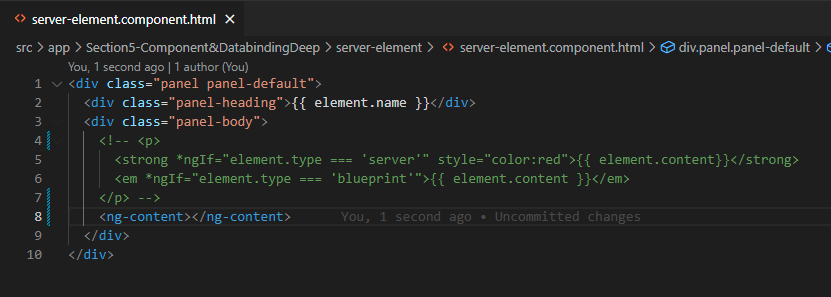 server-element.component.html ×
src > app > Section5-Component&DatabindingDeep > server-element > server-element.component.html > div.panel.panel-default >
You, 1 second ago | 1 author (You)
1 <div class="panel panel-default">
2 <div class="panel-heading">{{ element.name }}</div>
3 <div class="panel-body">
4 <!-- <p>
5 <strong *ngIf="element.type === 'server'" style="color:red">{{ element.content}}</strong>
6 <em *ngIf="element.type === 'blueprint'">{{ element.content }}</em>
7 </p> -->
8 <ng-content></ng-content> You, 1 second ago • Uncommitted changes
9 </div>
10 </div>